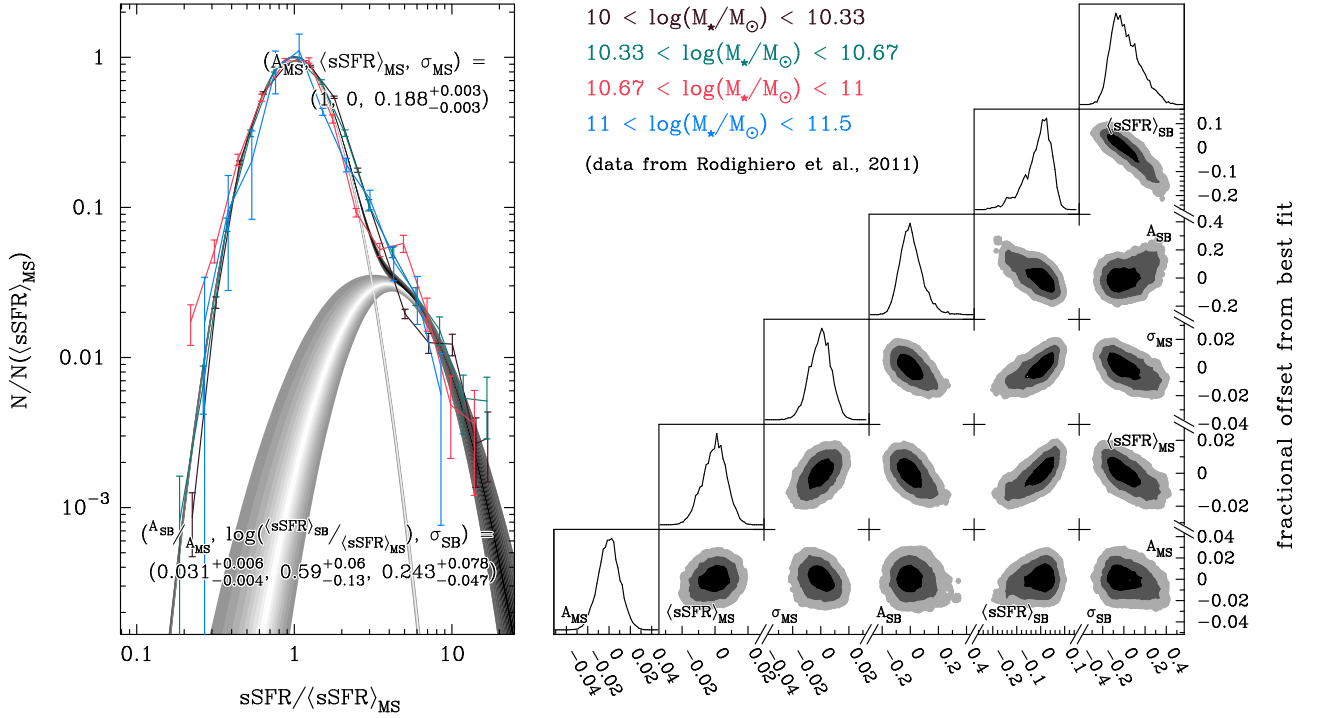 10 < log(M⋆/M⊙) < 10.33
10.33 < log(M⋆/M⊙) < 10.67
10.67 < log(M⋆/M⊙) < 11
11 < log(M⋆/M⊙) < 11.5
(data from Rodighiero et al., 2011)
(A_MS, ⟨sSFR⟩_MS, σ_MS) =
(1, 0, 0.188 +0.003 −0.003)
(A_SB/A_MS, log(⟨sSFR⟩_SB/⟨sSFR⟩_MS), σ_SB) =
(0.031 +0.006 −0.004, 0.59 +0.06 −0.13, 0.243 +0.078 −0.047)
1
0.1
0.01
10⁻³
N/N(⟨sSFR⟩_MS)
0.1 1 10
sSFR/⟨sSFR⟩_MS
⟨sSFR⟩_SB
0.1
0
−0.1
−0.2
A_SB
0.4
0.2
0
−0.2
σ_MS
0.02
0
−0.02
−0.04
⟨sSFR⟩_MS
0.02
0
−0.02
A_MS
0.04
0.02
0
−0.02
−0.04
A_MS ⟨sSFR⟩_MS σ_MS A_SB ⟨sSFR⟩_SB σ_SB
−0.04 −0.02 0 0.02 0.04 −0.02 0 0.02 −0.04 −0.02 0 0.02 −0.2 0 0.2 0.4 −0.2 −0.1 0 0.1 −0.4 −0.2 0 0.2 0.4
fractional offset from best fit